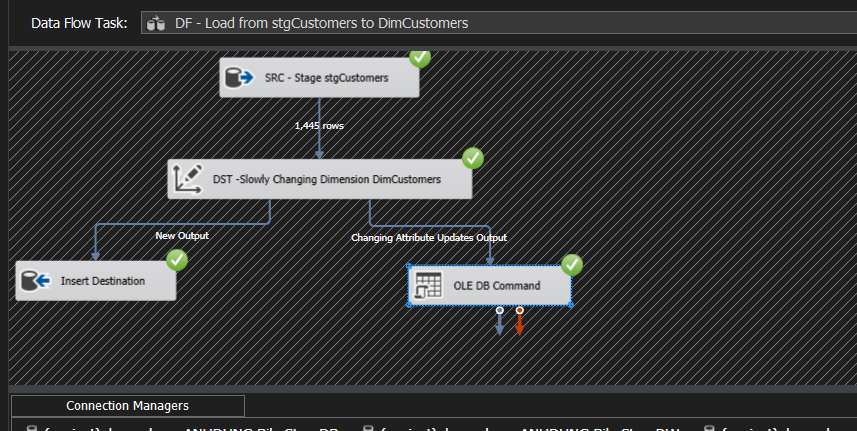 Data Flow Task: DF - Load from stgCustomers to DimCustomers
SRC - Stage stgCustomers
1,445 rows
DST -Slowly Changing Dimension DimCustomers
New Output
Changing Attribute Updates Output
Insert Destination
OLE DB Command
Connection Managers